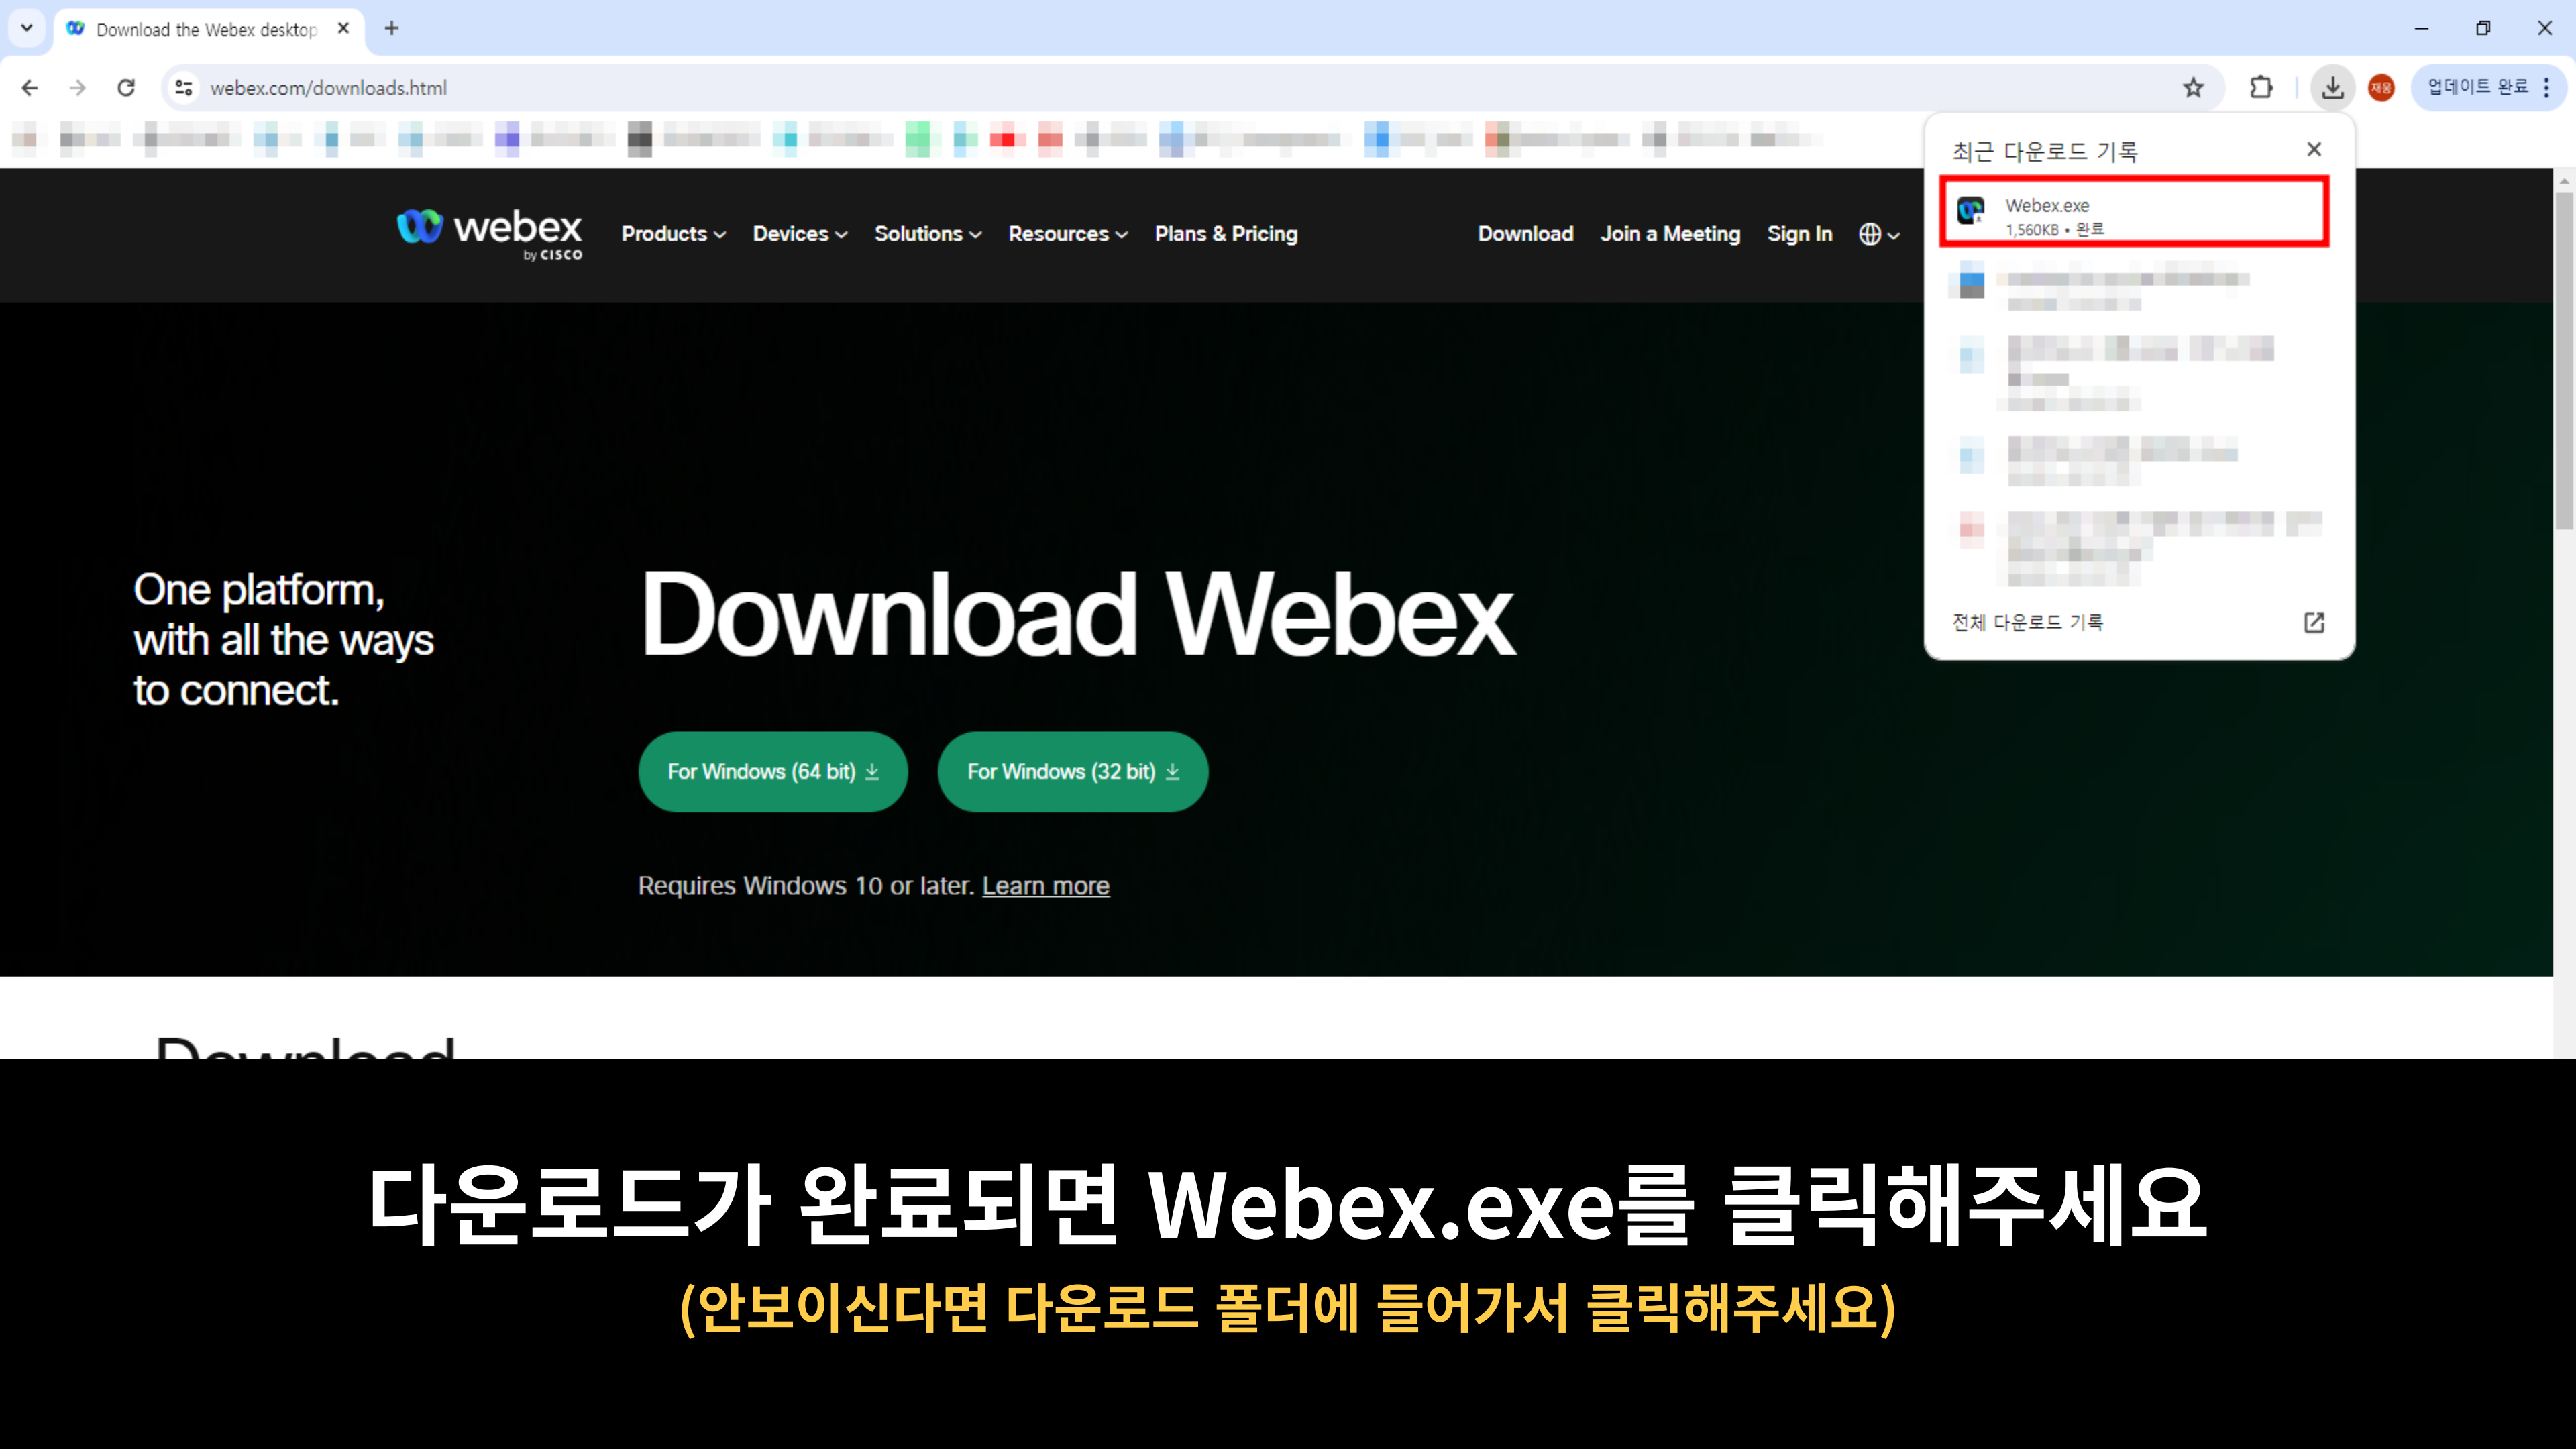 Download the Webex desktop
webex.com/downloads.html
재웅
업데이트 완료
최근 다운로드 기록
Webex.exe
1,560KB • 완료
전체 다운로드 기록
webex
by CISCO
Products
Devices
Solutions
Resources
Plans & Pricing
Download
Join a Meeting
Sign In
One platform,
with all the ways
to connect.
Download Webex
For Windows (64 bit)
For Windows (32 bit)
Requires Windows 10 or later. Learn more
Download
다운로드가 완료되면 Webex.exe를 클릭해주세요
(안보이신다면 다운로드 폴더에 들어가서 클릭해주세요)